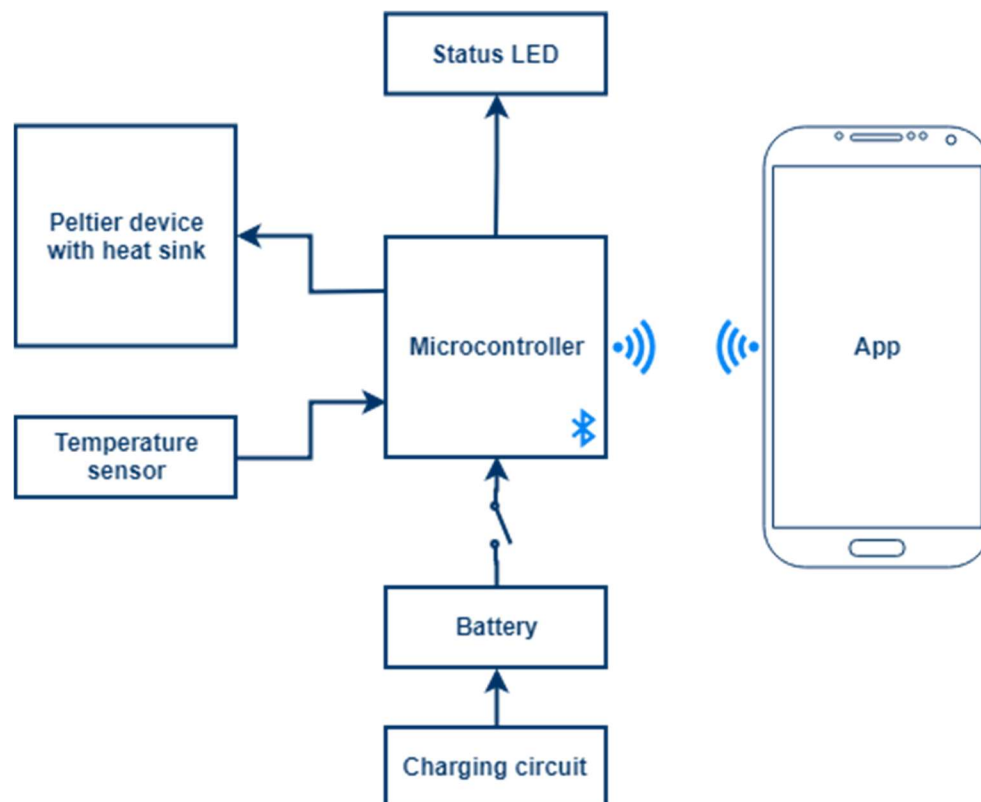 Status LED
Peltier device
with heat sink
Microcontroller
App
Temperature
sensor
Battery
Charging circuit